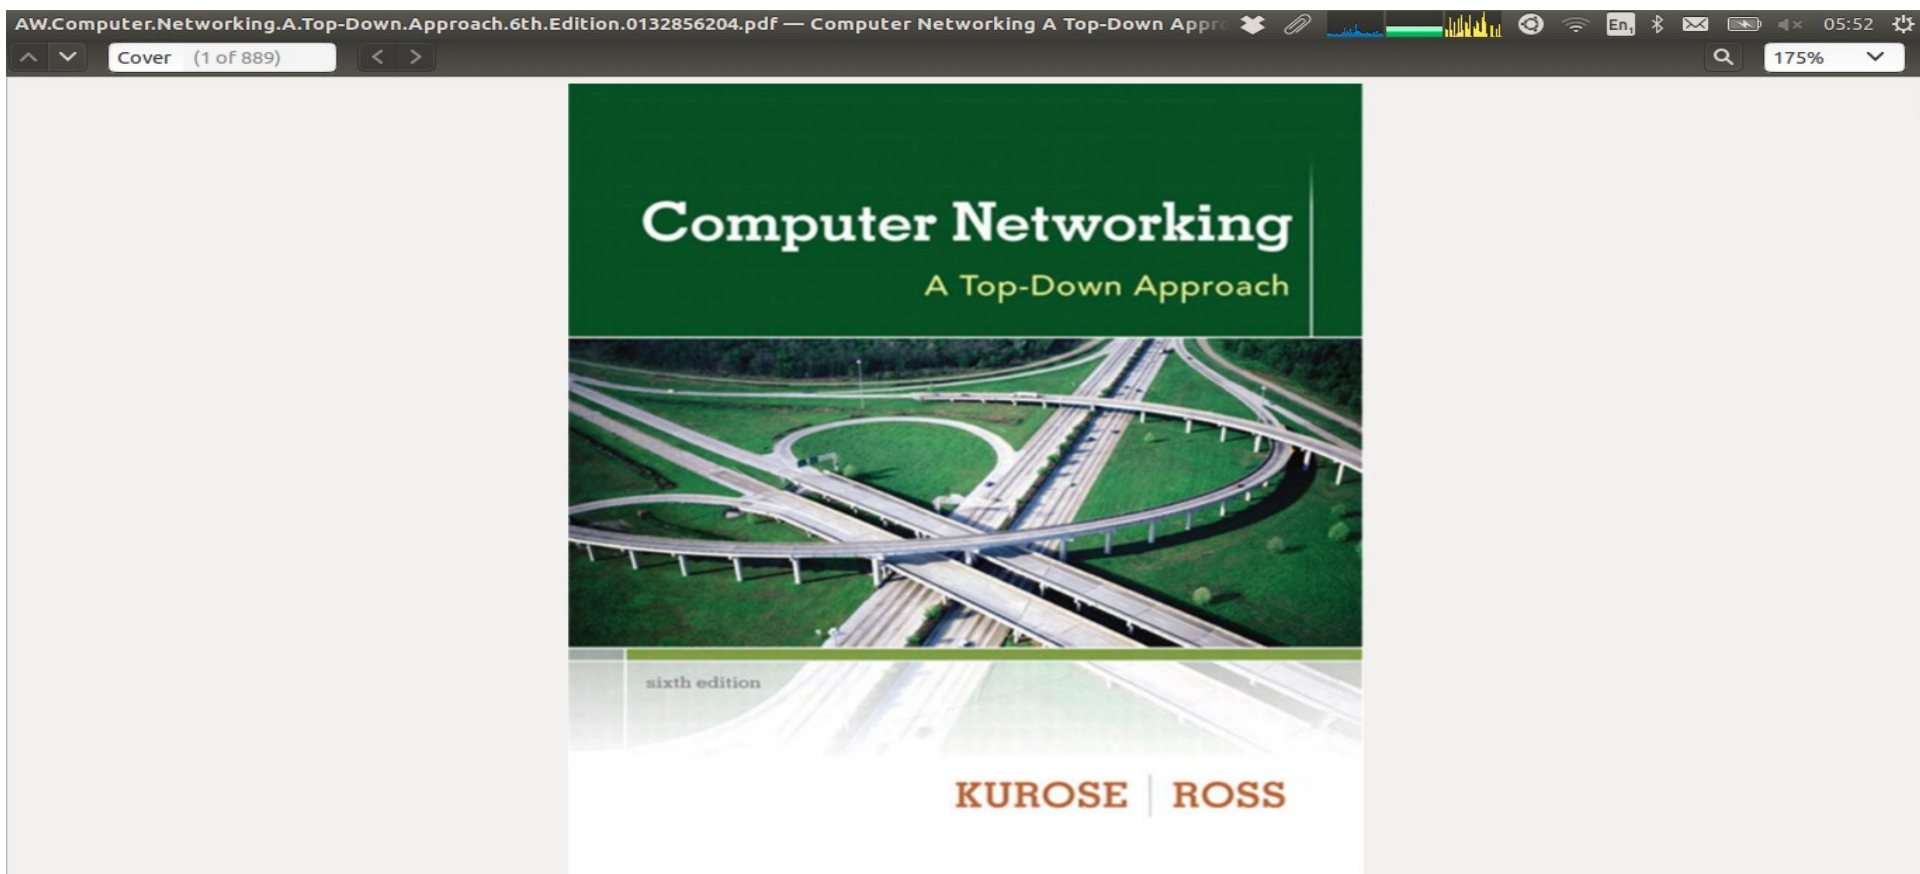 AW.Computer.Networking.A.Top-Down.Approach.6th.Edition.0132856204.pdf — Computer Networking A Top-Down Appr
En₁
05:52
Cover (1 of 889)
175%
Computer Networking
A Top-Down Approach
sixth edition
KUROSE | ROSS